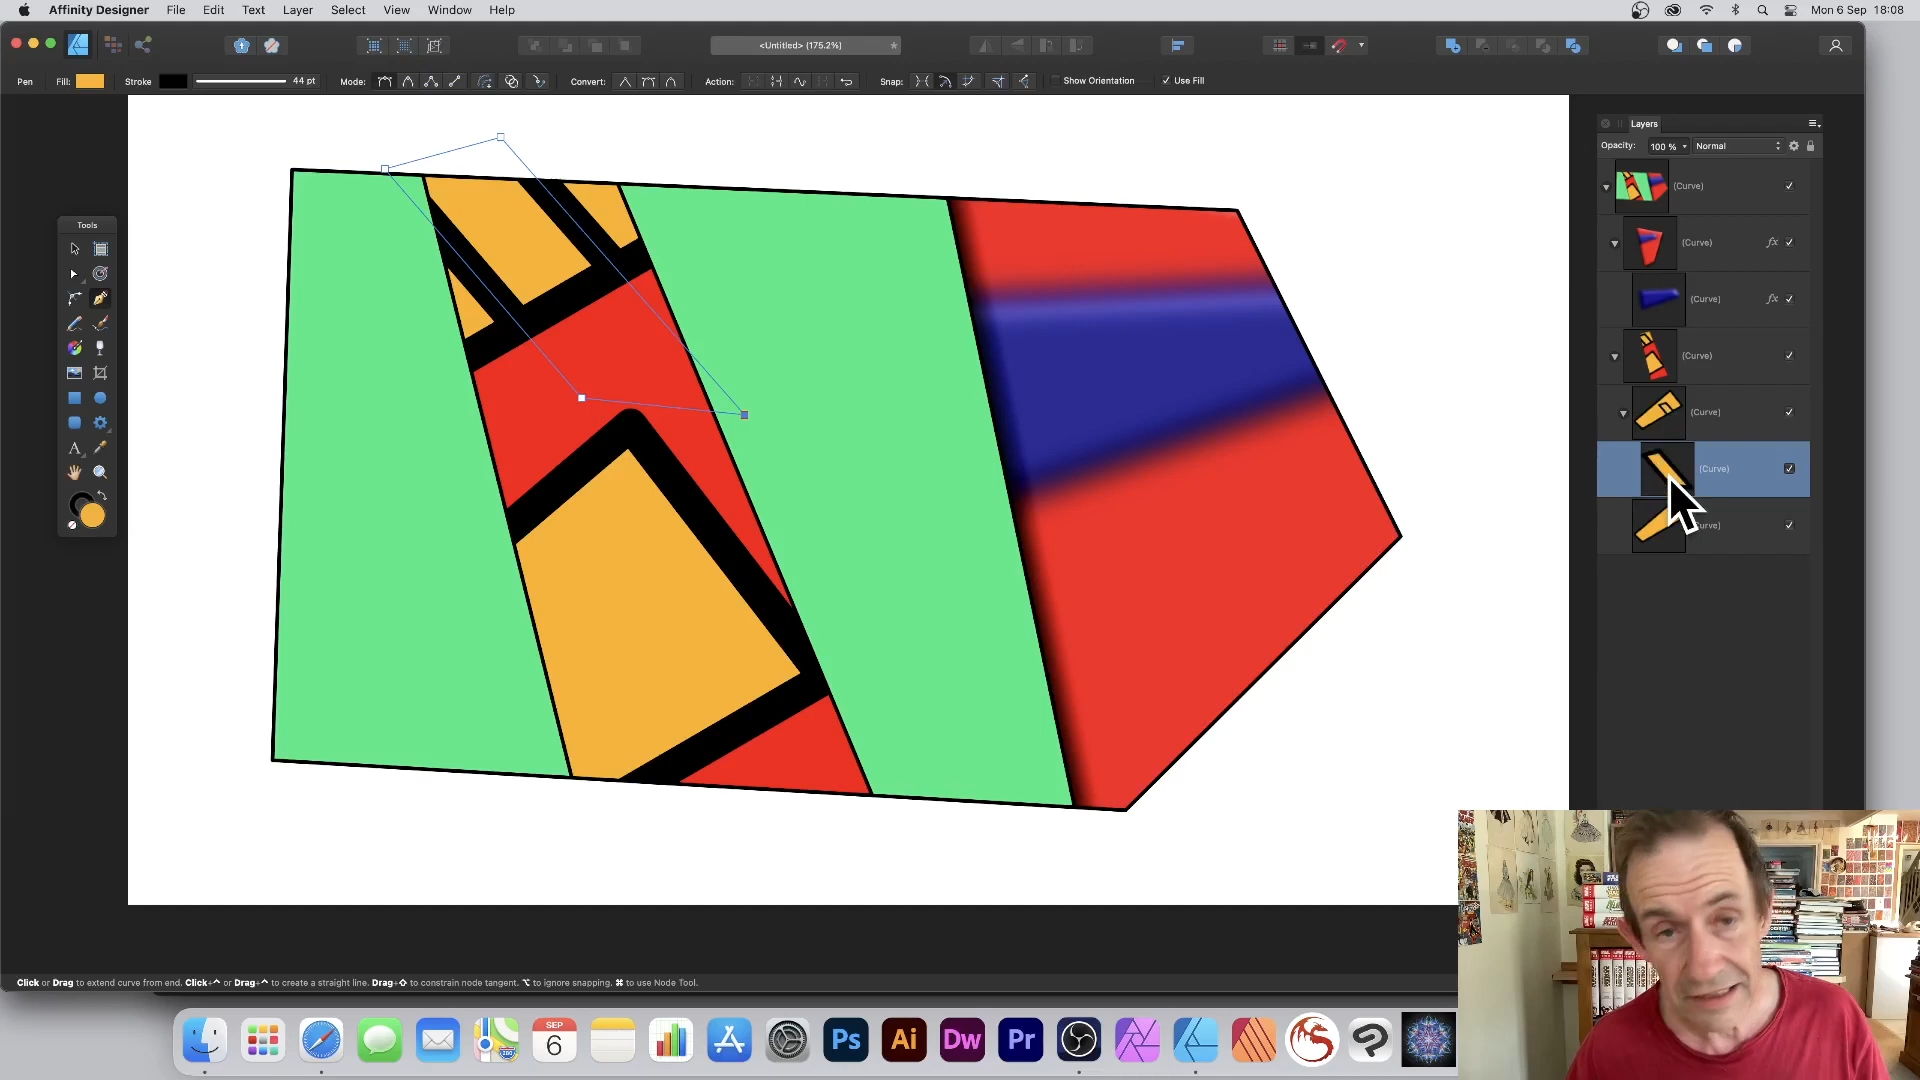 Affinity Designer File Edit Text Layer Select View Window Help Mon 6 Sep 18:08
<Untitled> (175.2%)
Pen Fill: Stroke 44 pt Mode: Convert: Action: Snap: Show Orientation Use Fill
Layers
Opacity: 100 % Normal
(Curve)
Tools
(Curve) fx
(Curve) fx
(Curve)
(Curve)
(Curve)
A
Click or Drag to extend curve from end. Click+^ or Drag+^ to create a straight line. Drag+⇧ to constrain node tangent. ⌥ to ignore snapping. ⌘ to use Node Tool.
SEP
6
280
Ps Ai Dw Pr